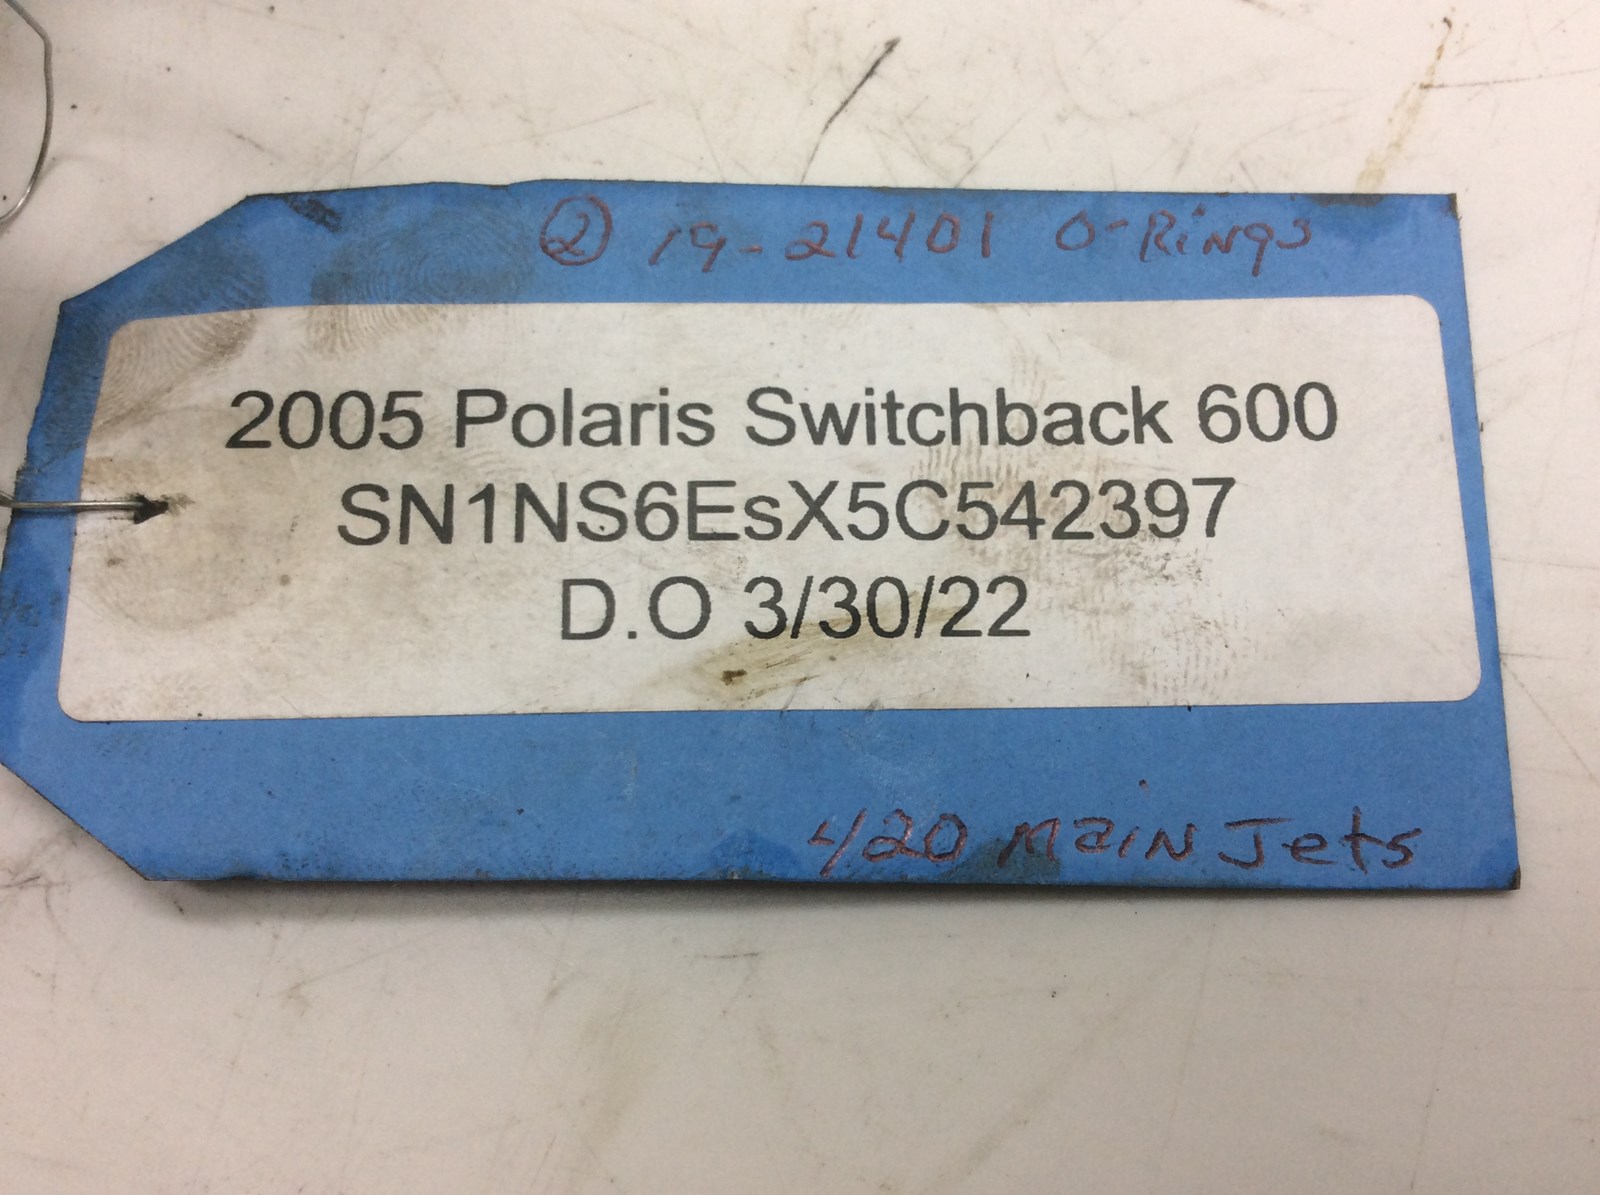 ② 19-21401 O-Rings
2005 Polaris Switchback 600
SN1NS6EsX5C542397
D.O 3/30/22
420 Main Jets